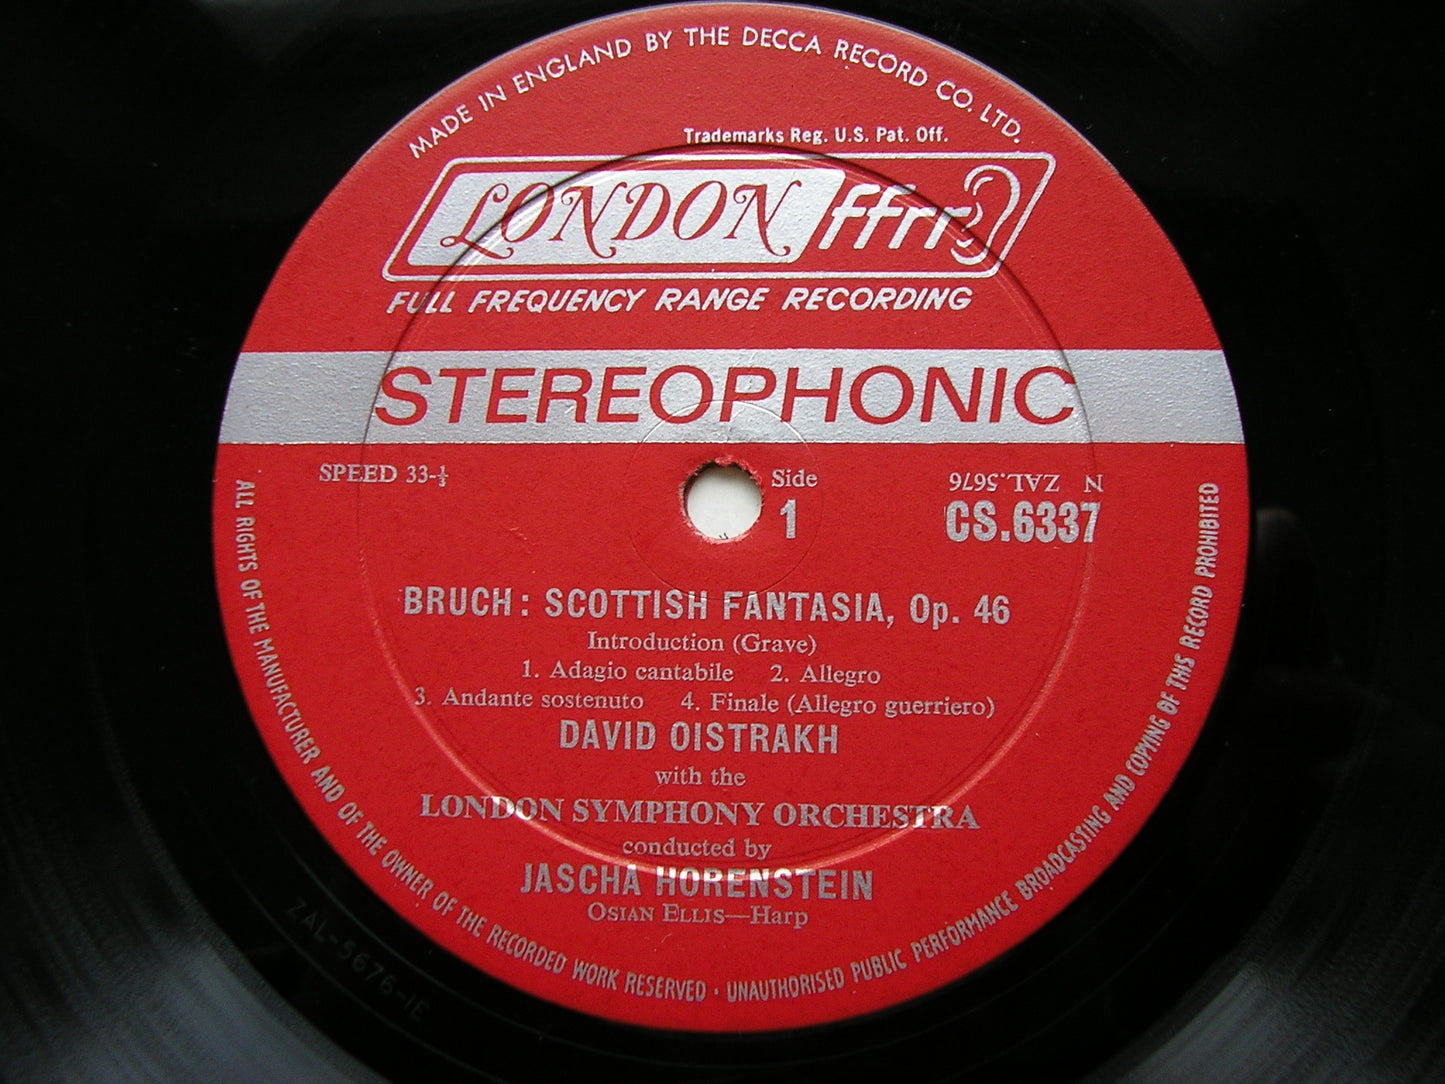 MADE IN ENGLAND BY THE DECCA RECORD CO. LTD.
Trademarks Reg. U.S. Pat. Off.
LONDON ffrr
FULL FREQUENCY RANGE RECORDING
STEREOPHONIC
SPEED 33-⅓
Side
1
N ZAL.5676
CS.6337
BRUCH: SCOTTISH FANTASIA, Op. 46
Introduction (Grave)
1. Adagio cantabile 2. Allegro
3. Andante sostenuto 4. Finale (Allegro guerriero)
DAVID OISTRAKH
with the
LONDON SYMPHONY ORCHESTRA
conducted by
JASCHA HORENSTEIN
OSIAN ELLIS—Harp
ALL RIGHTS OF THE MANUFACTURER AND OF THE OWNER OF THE RECORDED WORK RESERVED · UNAUTHORISED PUBLIC PERFORMANCE BROADCASTING AND COPYING OF THIS RECORD PROHIBITED
ZAL-5676-1E